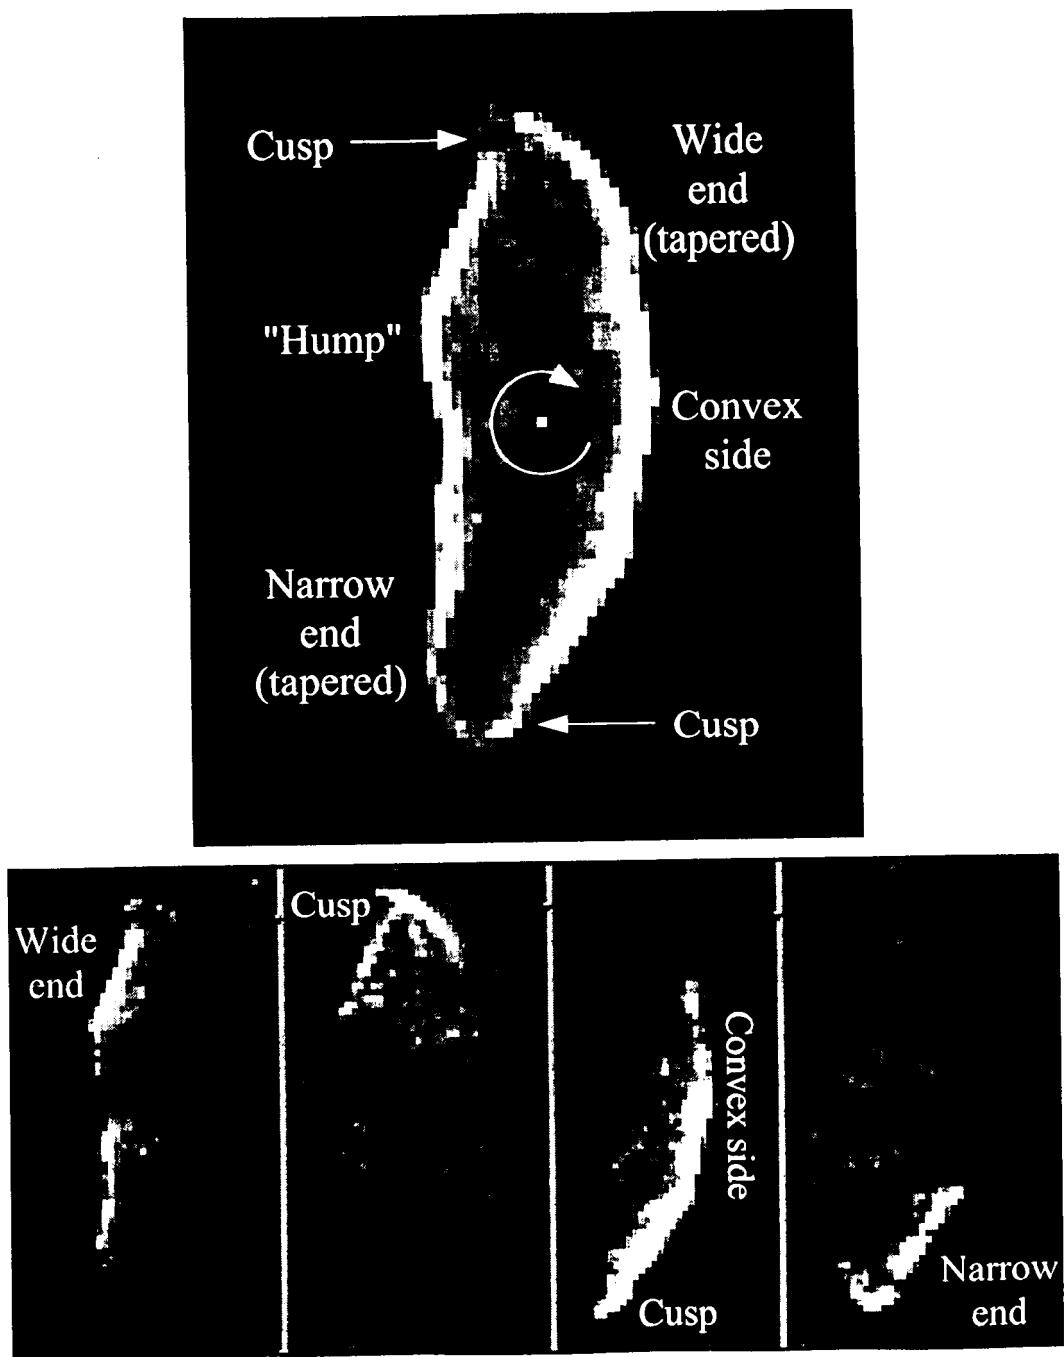 Cusp
Wide
end
(tapered)
"Hump"
Convex
side
Narrow
end
(tapered)
Cusp
Wide
end
Cusp
Convex side
Cusp
Narrow
end